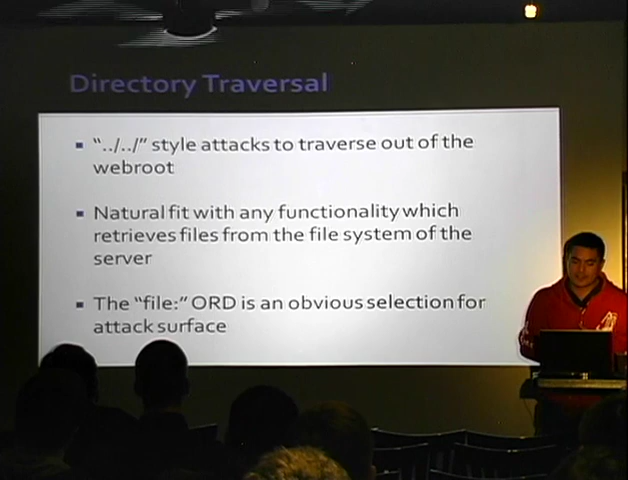 Directory Traversal
"../../" style attacks to traverse out of the
webroot
Natural fit with any functionality which
retrieves files from the file system of the
server
The "file:" ORD is an obvious selection for
attack surface